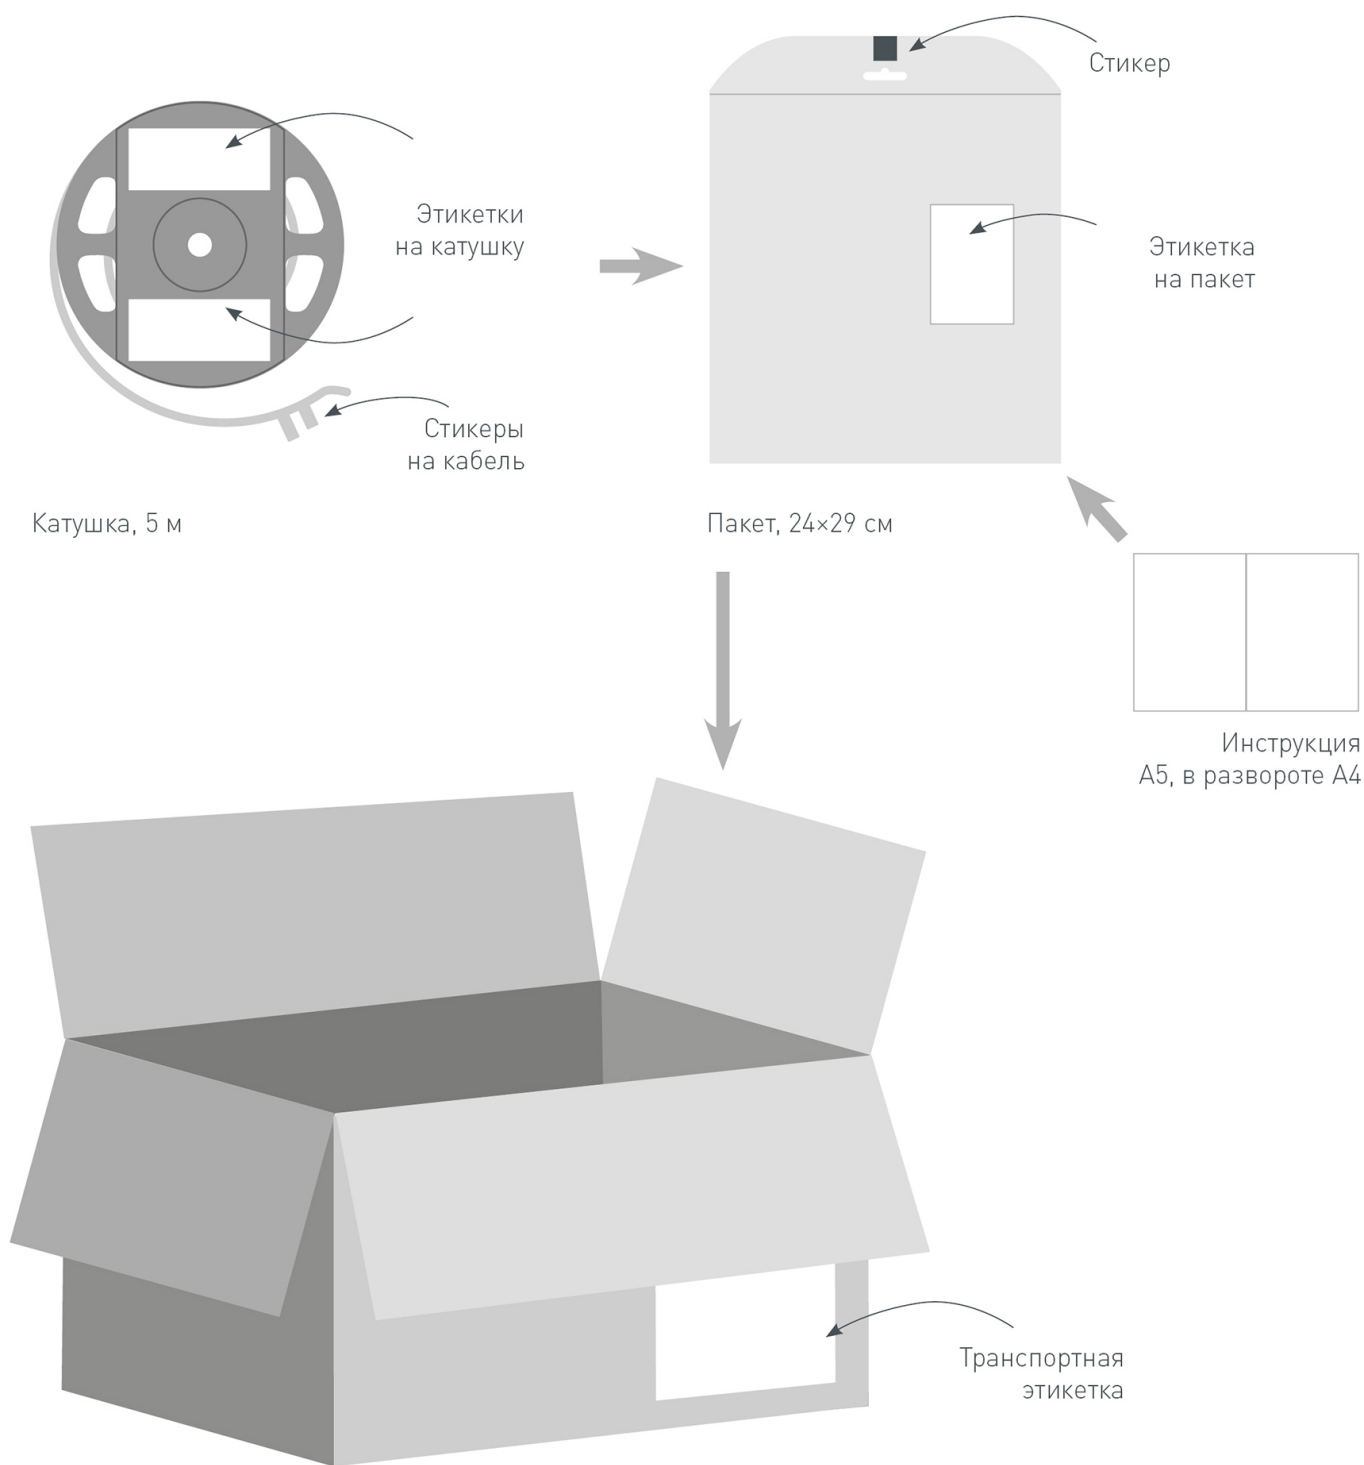 Стикер
Этикетки
на катушку
Этикетка
на пакет
Стикеры
на кабель
Катушка, 5 м
Пакет, 24×29 см
Инструкция
А5, в развороте А4
Транспортная
этикетка